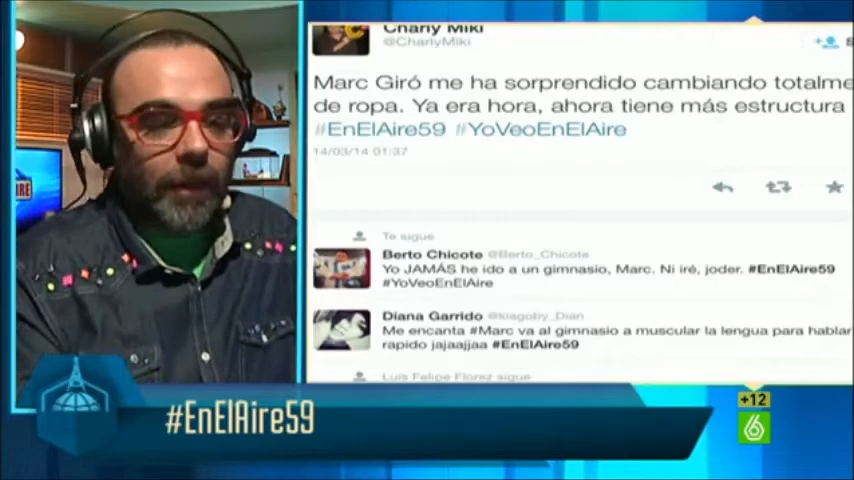 Charly Miki
@CharlyMiki
Marc Giró me ha sorprendido cambiando totalme
de ropa. Ya era hora, ahora tiene más estructura
#EnElAire59 #YoVeoEnElAire
14/03/14 01:37
Te sigue
Berto Chicote @Berto_Chicote
Yo JAMÁS he ido a un gimnasio, Marc. Ni iré, joder. #EnElAire59
#YoVeoEnElAire
Diana Garrido @kiagoby_Dian
Me encanta #Marc va al gimnasio a muscular la lengua para hablar
rapido jajaajjaa #EnElAire59
Luis Felipe Florez sigue
#EnElAire59
+12
6